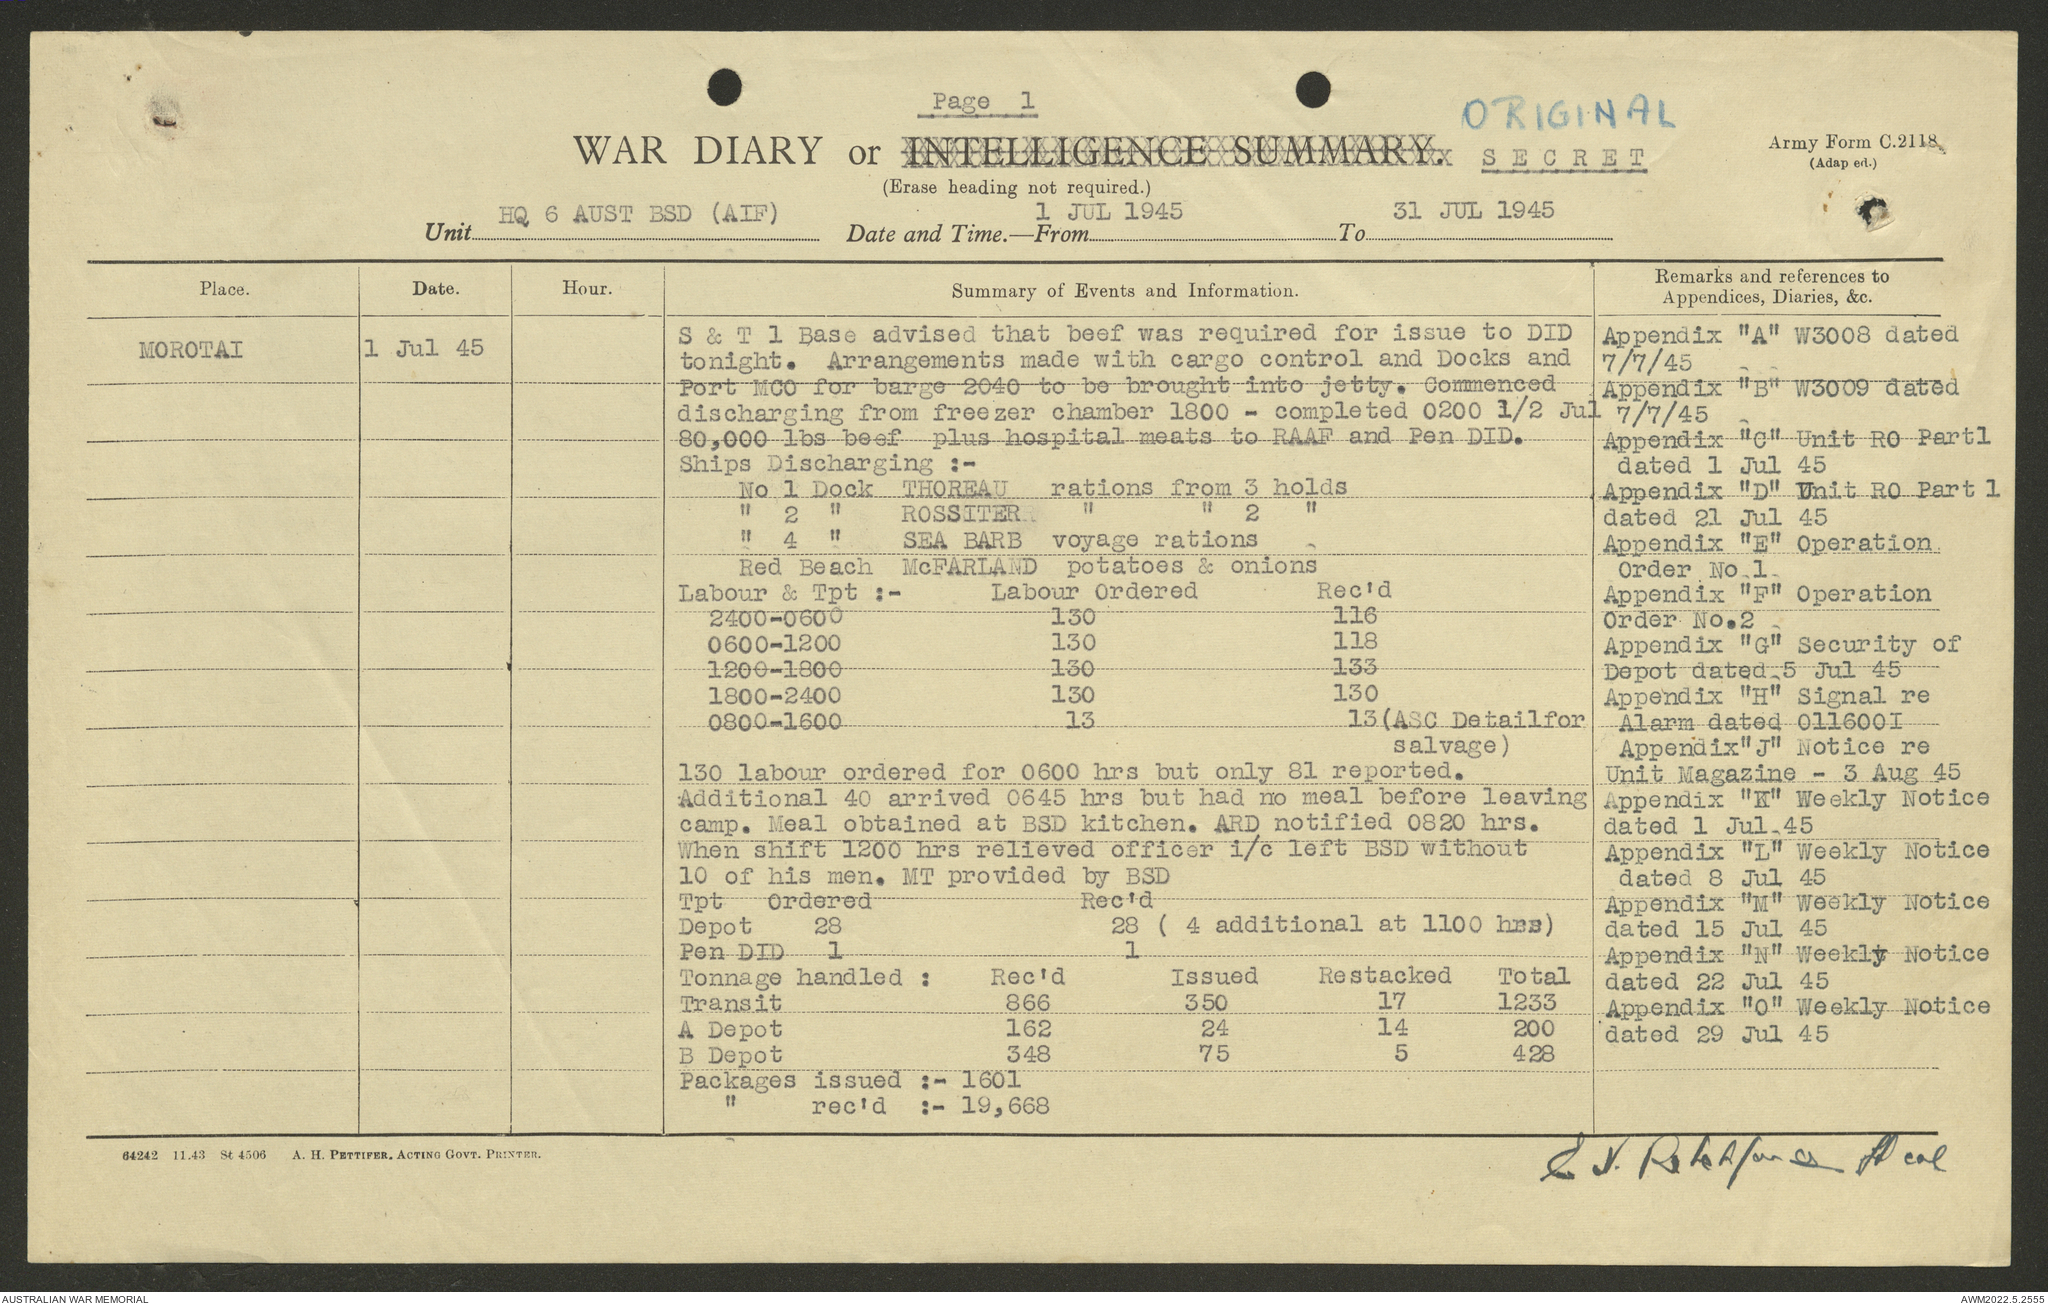 Page 1
ORIGINAL
WAR DIARY or INTELLIGENCE SUMMARY.
SECRET
Army Form C.2118
(Adap ed.)
(Erase heading not required.)
Unit HQ 6 AUST BSD (AIF) Date and Time.—From 1 JUL 1945 To 31 JUL 1945
Place. Date. Hour. Summary of Events and Information. Remarks and references to Appendices, Diaries, &c.
MOROTAI 1 Jul 45
S & T 1 Base advised that beef was required for issue to DID
tonight. Arrangements made with cargo control and Docks and
Port MCO for barge 2040 to be brought into jetty. Commenced
discharging from freezer chamber 1800 - completed 0200 1/2 Jul
80,000 lbs beef plus hospital meats to RAAF and Pen DID.
Ships Discharging :-
No 1 Dock THOREAU rations from 3 holds
" 2 " ROSSITER " " 2 "
" 4 " SEA BARB voyage rations
Red Beach McFARLAND potatoes & onions
Labour & Tpt :- Labour Ordered Rec'd
2400-0600 130 116
0600-1200 130 118
1200-1800 130 133
1800-2400 130 130
0800-1600 13 13 (ASC Detailfor
salvage)
130 labour ordered for 0600 hrs but only 81 reported.
Additional 40 arrived 0645 hrs but had no meal before leaving
camp. Meal obtained at BSD kitchen. ARD notified 0820 hrs.
When shift 1200 hrs relieved officer i/c left BSD without
10 of his men. MT provided by BSD
Tpt Ordered Rec'd
Depot 28 28 ( 4 additional at 1100 hrs)
Pen DID 1 1
Tonnage handled : Rec'd Issued Restacked Total
Transit 866 350 17 1233
A Depot 162 24 14 200
B Depot 348 75 5 428
Packages issued :- 1601
" rec'd :- 19,668
Appendix "A" W3008 dated
7/7/45
Appendix "B" W3009 dated
7/7/45
Appendix "C" Unit RO Part1
dated 1 Jul 45
Appendix "D" Unit RO Part 1
dated 21 Jul 45
Appendix "E" Operation
Order No.1
Appendix "F" Operation
Order No.2
Appendix "G" Security of
Depot dated 5 Jul 45
Appendix "H" Signal re
Alarm dated 011600I
Appendix"J" Notice re
Unit Magazine - 3 Aug 45
Appendix "K" Weekly Notice
dated 1 Jul 45
Appendix "L" Weekly Notice
dated 8 Jul 45
Appendix "M" Weekly Notice
dated 15 Jul 45
Appendix "N" Weekly Notice
dated 22 Jul 45
Appendix "O" Weekly Notice
dated 29 Jul 45
64242 11.43 St 4506 A. H. PETTIFER, ACTING GOVT. PRINTER.
AUSTRALIAN WAR MEMORIAL
AWM2022.5.2555